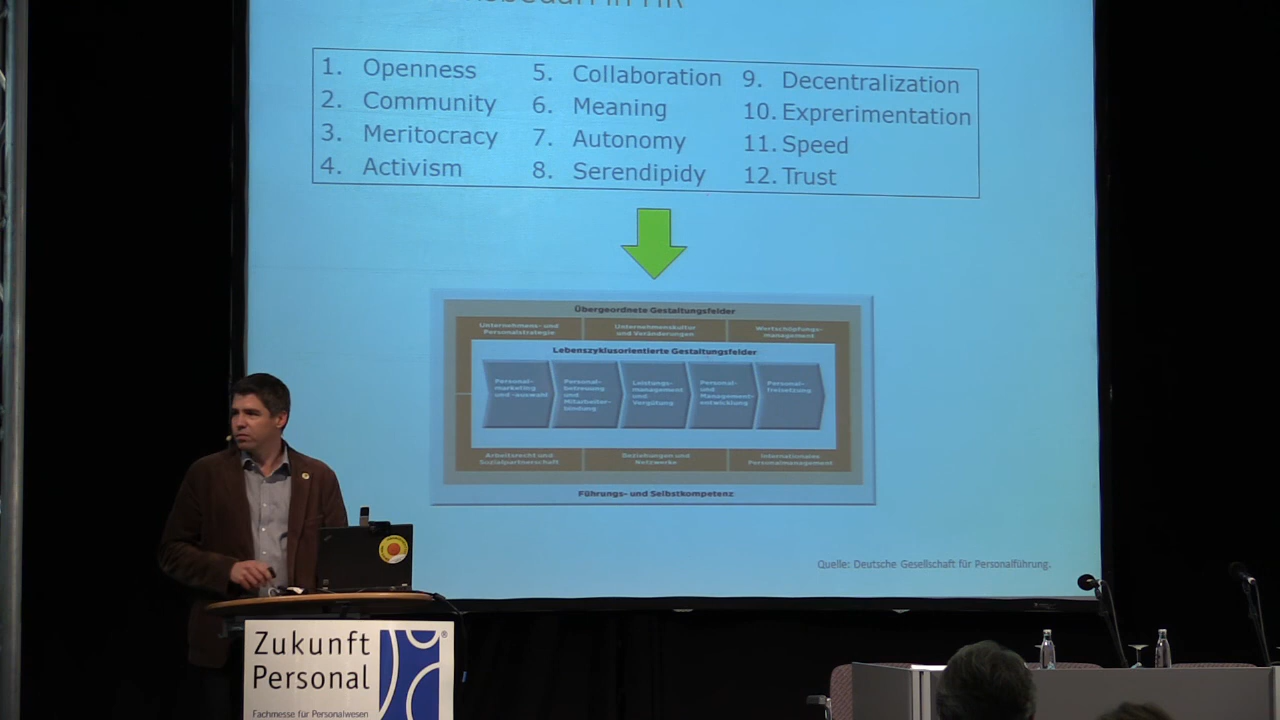 in HR
1. Openness
2. Community
3. Meritocracy
4. Activism
5. Collaboration
6. Meaning
7. Autonomy
8. Serendipidy
9. Decentralization
10. Exprerimentation
11. Speed
12. Trust
Übergeordnete Gestaltungsfelder
Unternehmens- und
Personalstrategie
Unternehmenskultur
und Veränderungen
Wertschöpfungs-
management
Lebenszyklusorientierte Gestaltungsfelder
Personal-
marketing
und -auswahl
Personal-
betreuung
und
Mitarbeiter-
bindung
Leistungs-
management
und
Vergütung
Personal-
und
Management-
entwicklung
Personal-
freisetzung
Arbeitsrecht und
Sozialpartnerschaft
Beziehungen und
Netzwerke
Internationales
Personalmanagement
Führungs- und Selbstkompetenz
Quelle: Deutsche Gesellschaft für Personalführung.
Zukunft
Personal
®
Fachmesse für Personalwesen